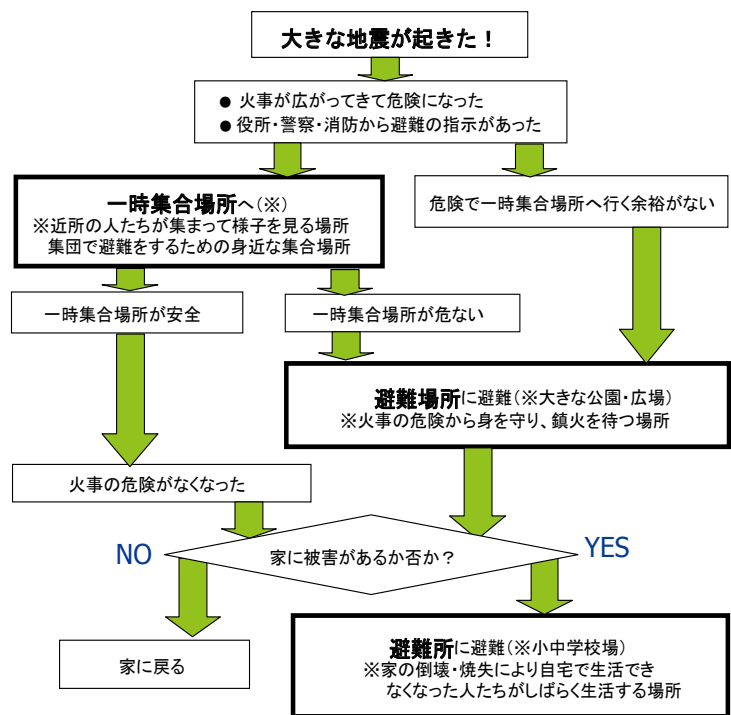 大きな地震が起きた！
● 火事が広がってきて危険になった
● 役所・警察・消防から避難の指示があった
一時集合場所へ(※)
※近所の人たちが集まって様子を見る場所
集団で避難をするための身近な集合場所
危険で一時集合場所へ行く余裕がない
一時集合場所が安全
一時集合場所が危ない
避難場所に避難(※大きな公園・広場)
※火事の危険から身を守り、鎮火を待つ場所
火事の危険がなくなった
NO
家に被害があるか否か？
YES
家に戻る
避難所に避難(※小中学校場)
※家の倒壊・焼失により自宅で生活でき
なくなった人たちがしばらく生活する場所